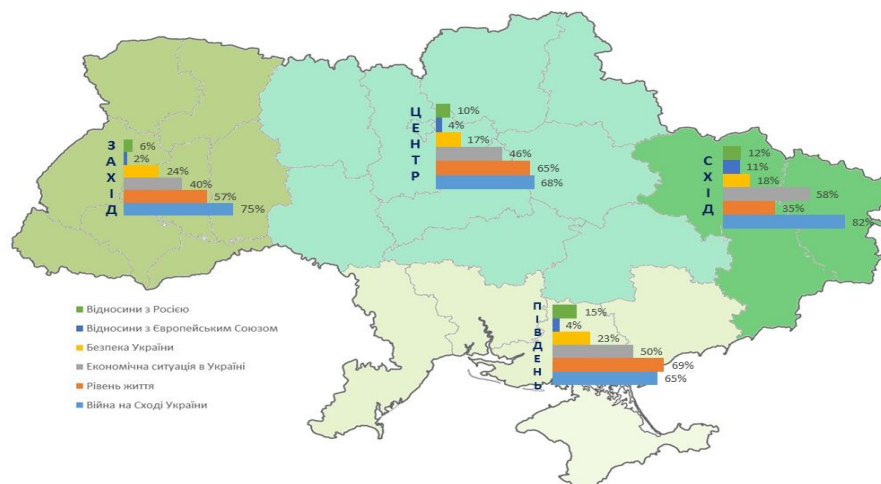 ЗАХІД
6%
2%
24%
40%
57%
75%
ЦЕНТР
10%
4%
17%
46%
65%
68%
СХІД
12%
11%
18%
58%
35%
82%
ПІВДЕНЬ
15%
4%
23%
50%
69%
65%
Відносини з Росією
Відносини з Європейським Союзом
Безпека України
Економічна ситуація в Україні
Рівень життя
Війна на Сході України